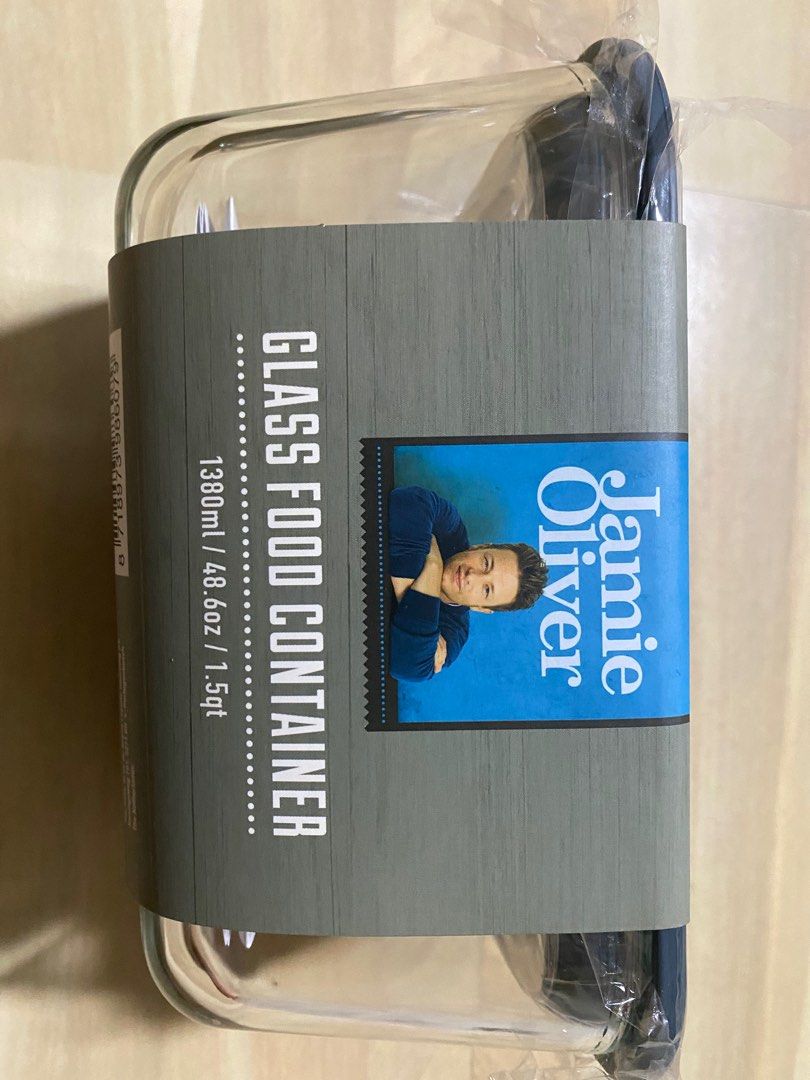 Jamie
Oliver
GLASS FOOD CONTAINER
1380ml / 48.6oz / 1.5qt